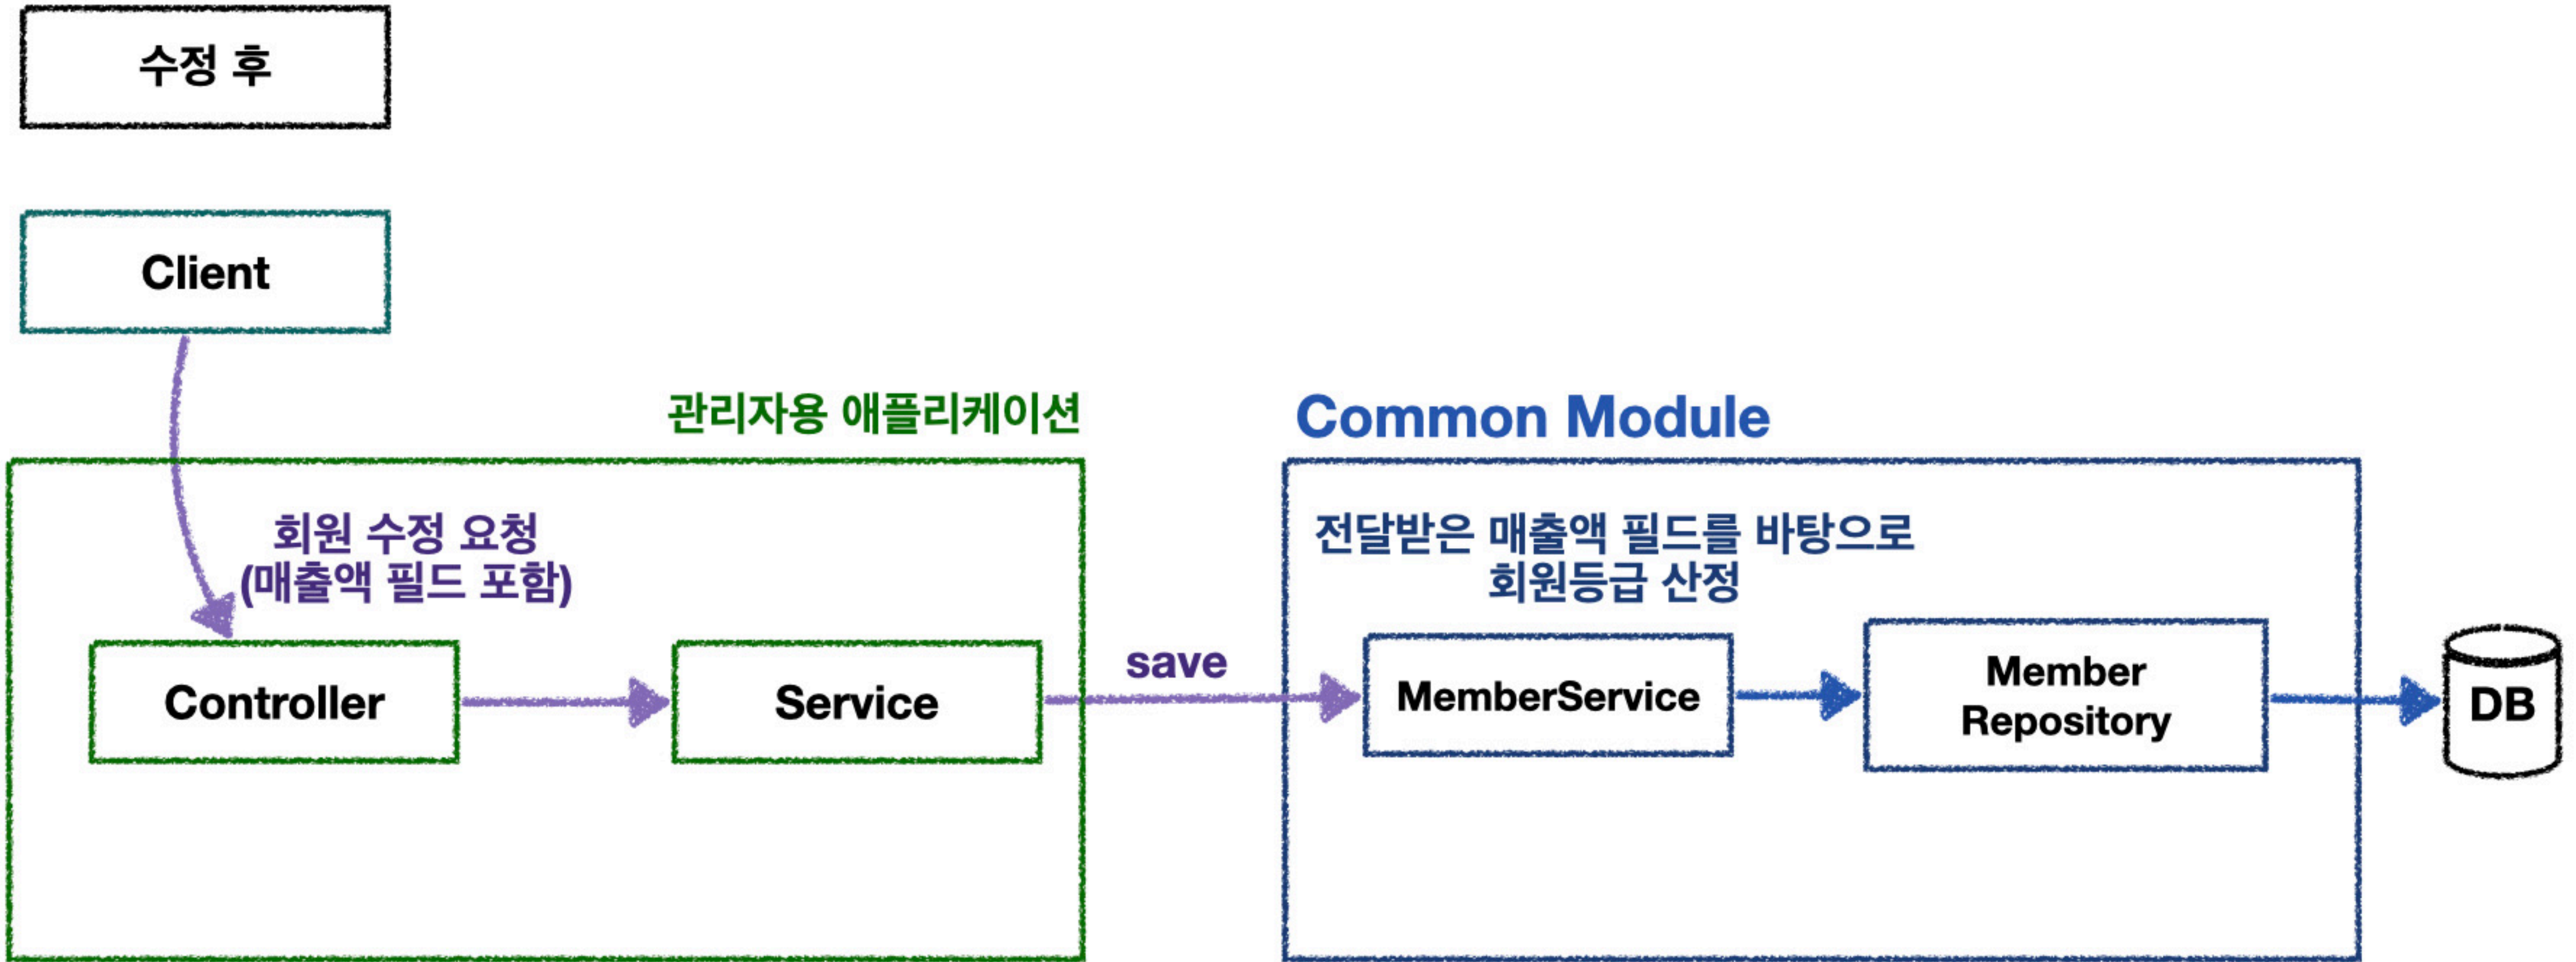 수정 후
Client
관리자용 애플리케이션
Common Module
회원 수정 요청
(매출액 필드 포함)
전달받은 매출액 필드를 바탕으로
회원등급 산정
Controller
Service
save
MemberService
Member
Repository
DB